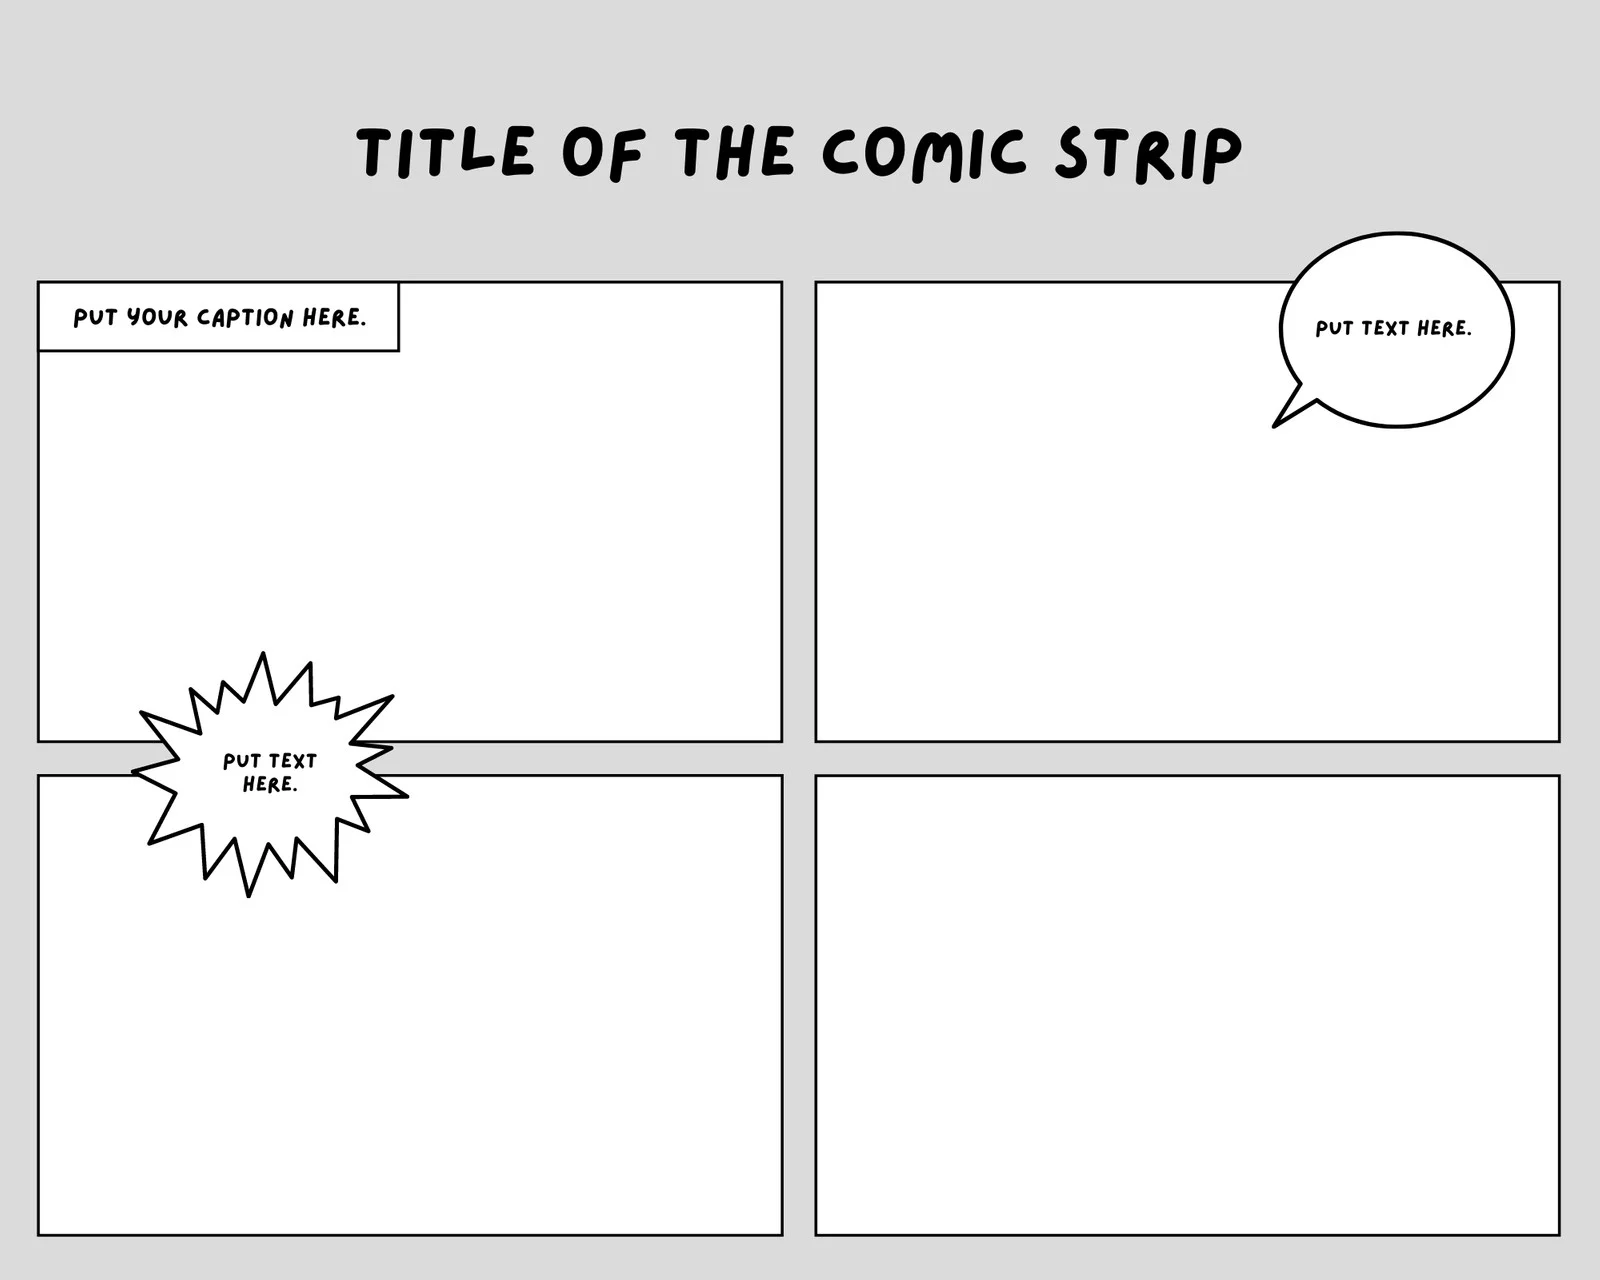 TITLE OF THE COMIC STRIP
PUT YOUR CAPTION HERE.
PUT TEXT HERE.
PUT TEXT
HERE.